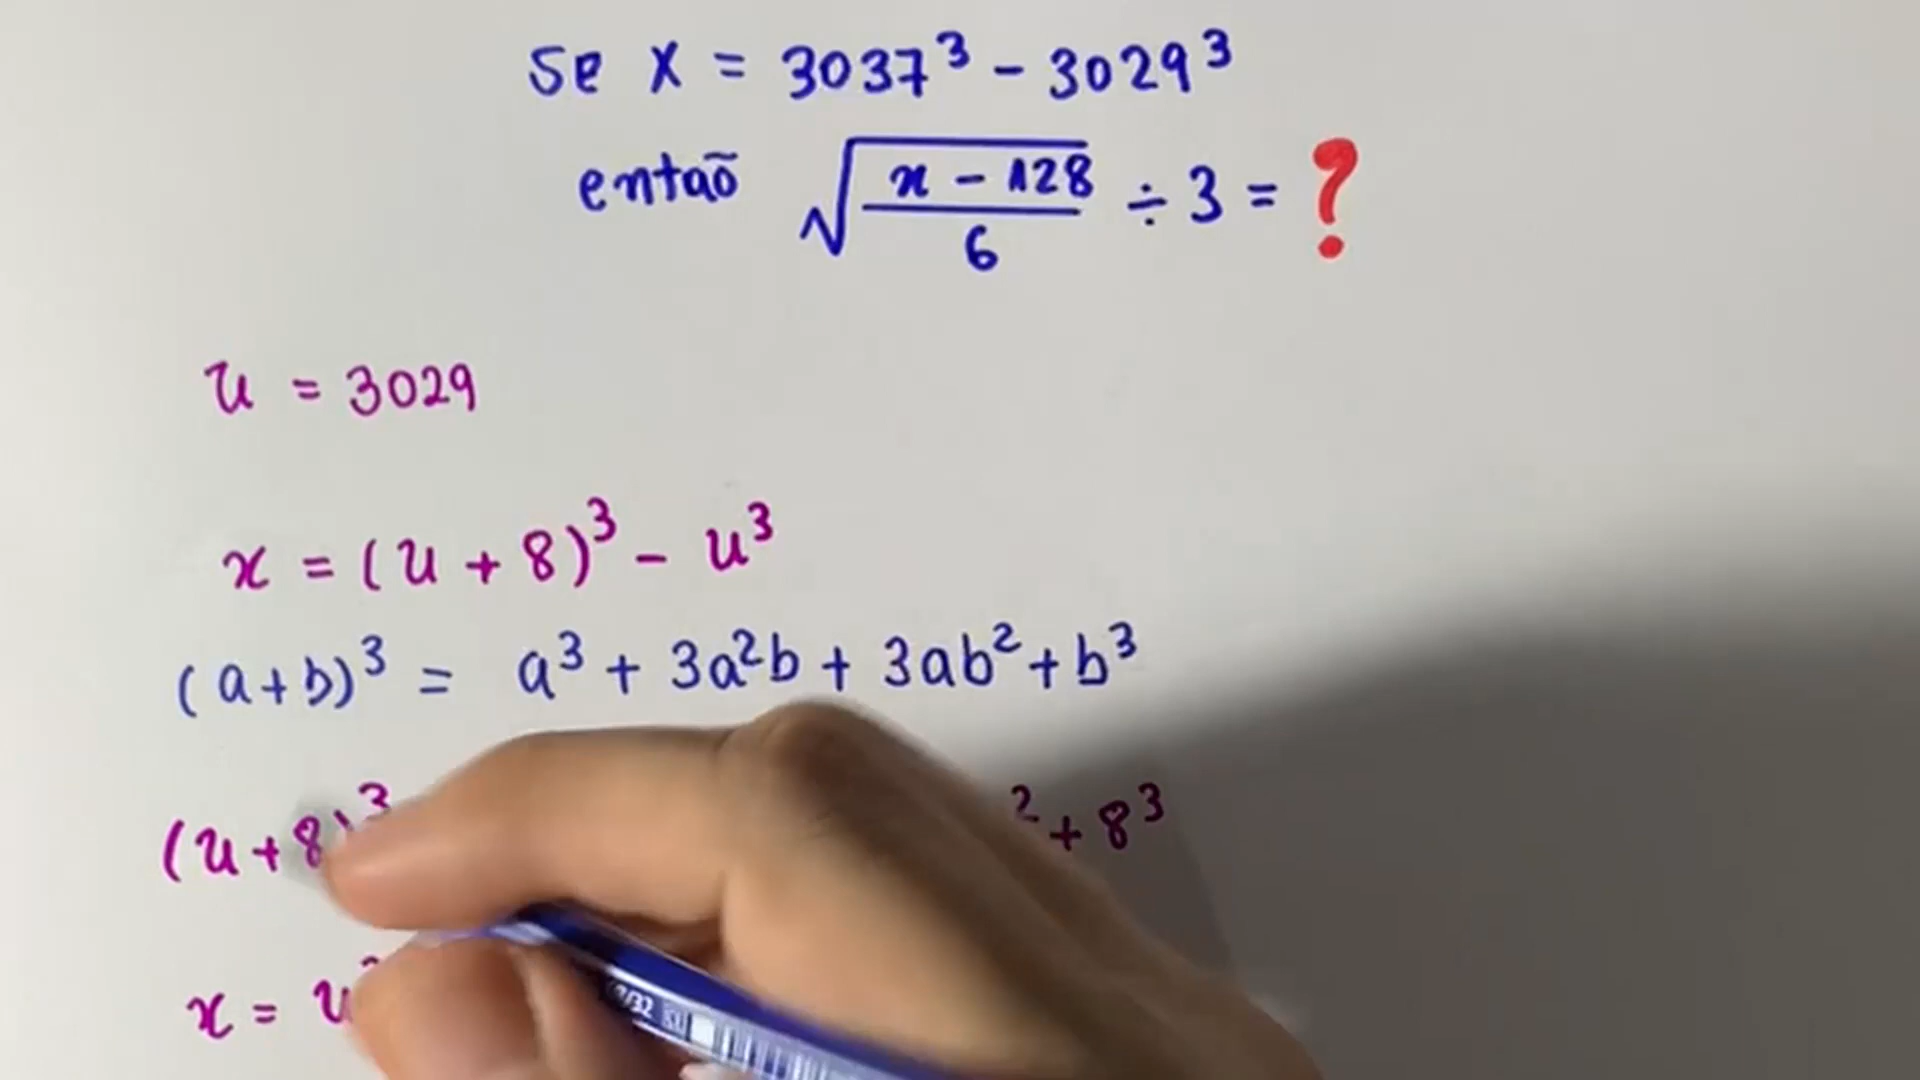 Se x = 3037³ - 3029³
então √((x - 128)/6) ÷ 3 = ?
u = 3029
x = (u + 8)³ - u³
(a+b)³ = a³ + 3a²b + 3ab² + b³
(u+8)³ ² + 8³
x = u